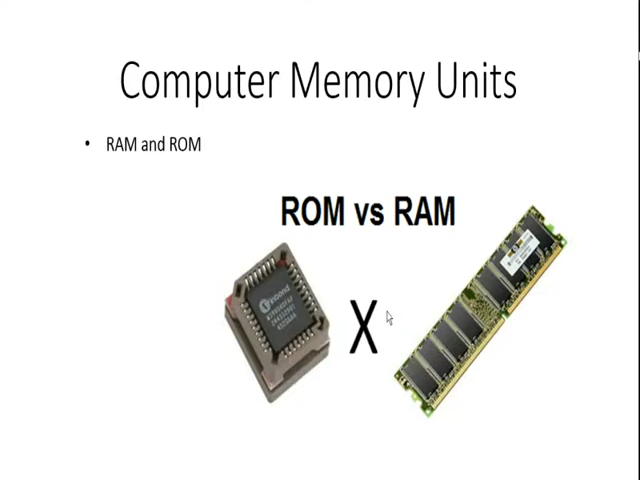 Computer Memory Units
• RAM and ROM
ROM vs RAM
X